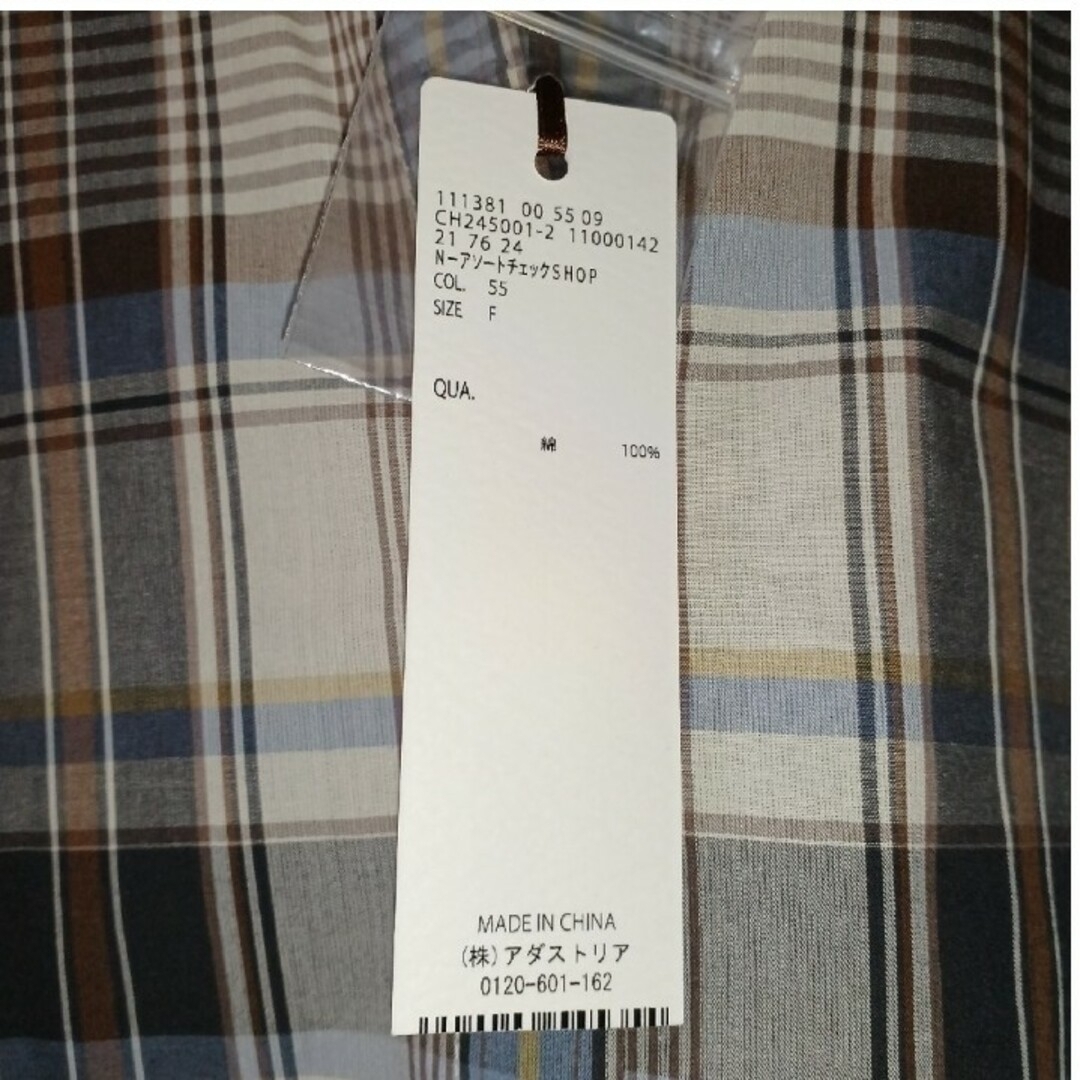 111381 00 55 09
CH245001-2 11000142
21 76 24
N-アソートチェックSHOP
COL. 55
SIZE F
QUA.
綿 100%
MADE IN CHINA
(株)アダストリア
0120-601-162